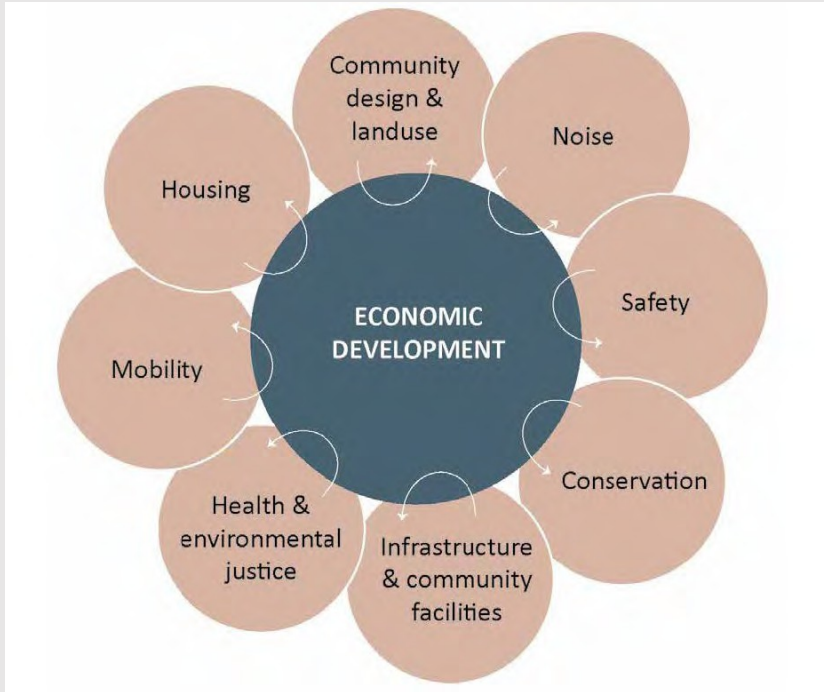 Community
design &
landuse
Noise
Safety
Conservation
Infrastructure
& community
facilities
Health &
environmental
justice
Mobility
Housing
ECONOMIC
DEVELOPMENT